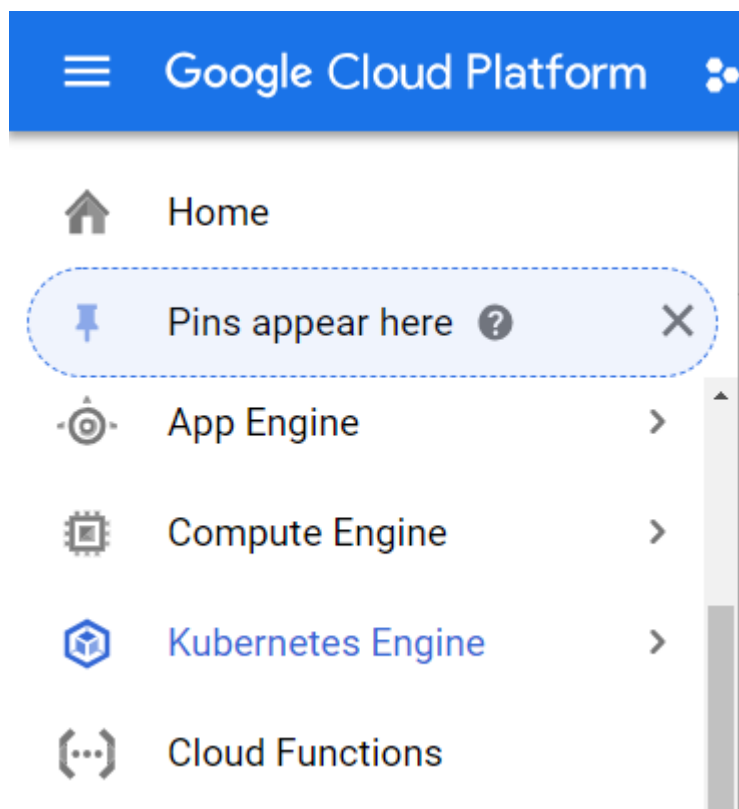 Google Cloud Platform
Home
Pins appear here ?
App Engine
Compute Engine
Kubernetes Engine
Cloud Functions